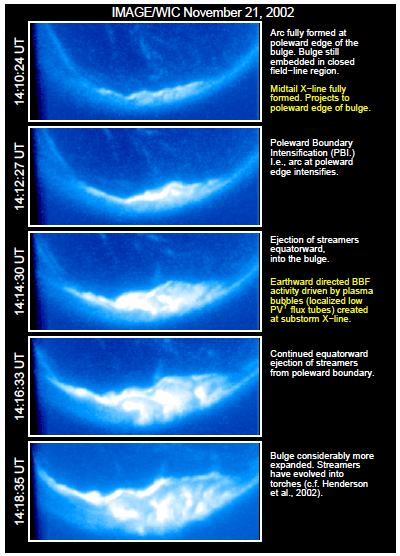 IMAGE/WIC November 21, 2002
14:10:24 UT
Arc fully formed at
poleward edge of the
bulge. Bulge still
embedded in closed
field-line region.
Midtail X-line fully
formed. Projects to
poleward edge of bulge.
14:12:27 UT
Poleward Boundary
Intensification (PBI.)
I.e., arc at poleward
edge intensifies.
14:14:30 UT
Ejection of streamers
equatorward,
into the bulge.
Earthward directed BBF
activity driven by plasma
bubbles (localized low
PVʼ flux tubes) created
at substorm X-line.
14:16:33 UT
Continued equatorward
ejection of streamers
from poleward boundary.
14:18:35 UT
Bulge considerably more
expanded. Streamers
have evolved into
torches (c.f. Henderson
et al., 2002).